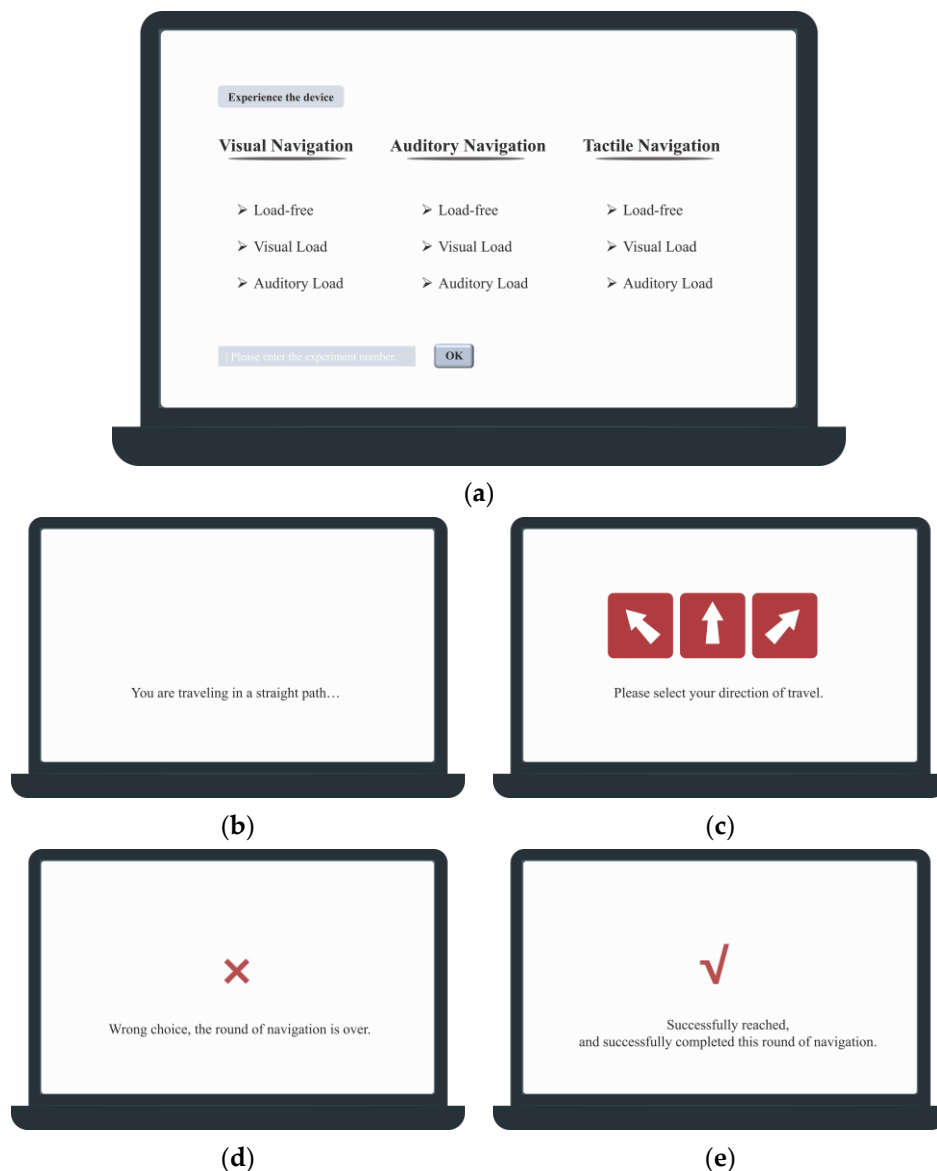 Experience the device
Visual Navigation Auditory Navigation Tactile Navigation
➢ Load-free ➢ Load-free ➢ Load-free
➢ Visual Load ➢ Visual Load ➢ Visual Load
➢ Auditory Load ➢ Auditory Load ➢ Auditory Load
| Please enter the experiment number. OK
(a)
You are traveling in a straight path…
(b)
Please select your direction of travel.
(c)
×
Wrong choice, the round of navigation is over.
(d)
√
Successfully reached,
and successfully completed this round of navigation.
(e)